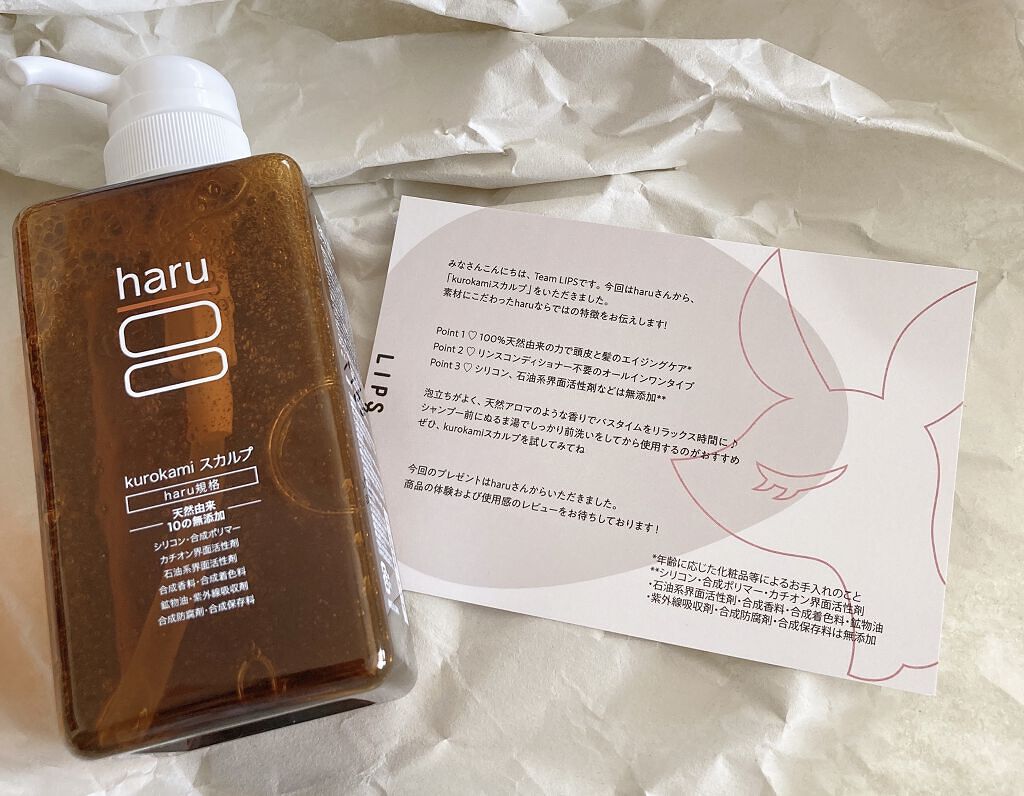 haru
kurokami スカルプ
haru規格
天然由来
10の無添加
シリコン・合成ポリマー
カチオン界面活性剤
石油系界面活性剤
合成香料・合成着色料
鉱物油・紫外線吸収剤
合成防腐剤・合成保存料
LIPS
みなさんこんにちは、Team LIPSです。今回はharuさんから、
「kurokamiスカルプ」をいただきました。
素材にこだわったharuならではの特徴をお伝えします!
Point 1 ♡ 100%天然由来の力で頭皮と髪のエイジングケア*
Point 2 ♡ リンスコンディショナー不要のオールインワンタイプ
Point 3 ♡ シリコン、石油系界面活性剤などは無添加**
泡立ちがよく、天然アロマのような香りでバスタイムをリラックス時間に♪
シャンプー前にぬるま湯でしっかり前洗いをしてから使用するのがおすすめ
ぜひ、kurokamiスカルプを試してみてね
今回のプレゼントはharuさんからいただきました。
商品の体験および使用感のレビューをお待ちしております!
*年齢に応じた化粧品等によるお手入れのこと
**シリコン・合成ポリマー・カチオン界面活性剤
・石油系界面活性剤・合成香料・合成着色料・鉱物油
・紫外線吸収剤・合成防腐剤・合成保存料は無添加